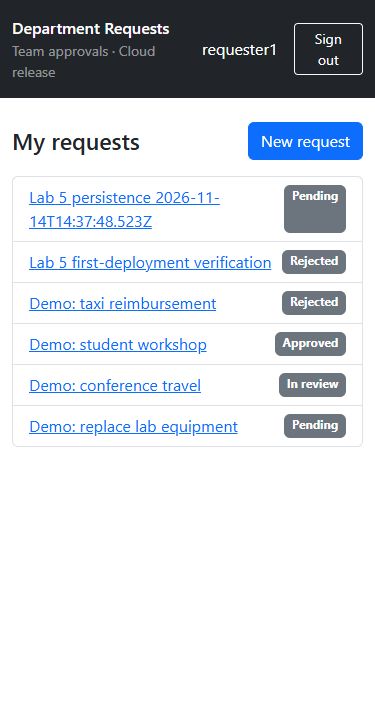 Department Requests
Team approvals · Cloud
release
requester1
Sign
out
My requests
New request
Lab 5 persistence 2026-11-
14T14:37:48.523Z
Pending
Lab 5 first-deployment verification
Rejected
Demo: taxi reimbursement
Rejected
Demo: student workshop
Approved
Demo: conference travel
In review
Demo: replace lab equipment
Pending